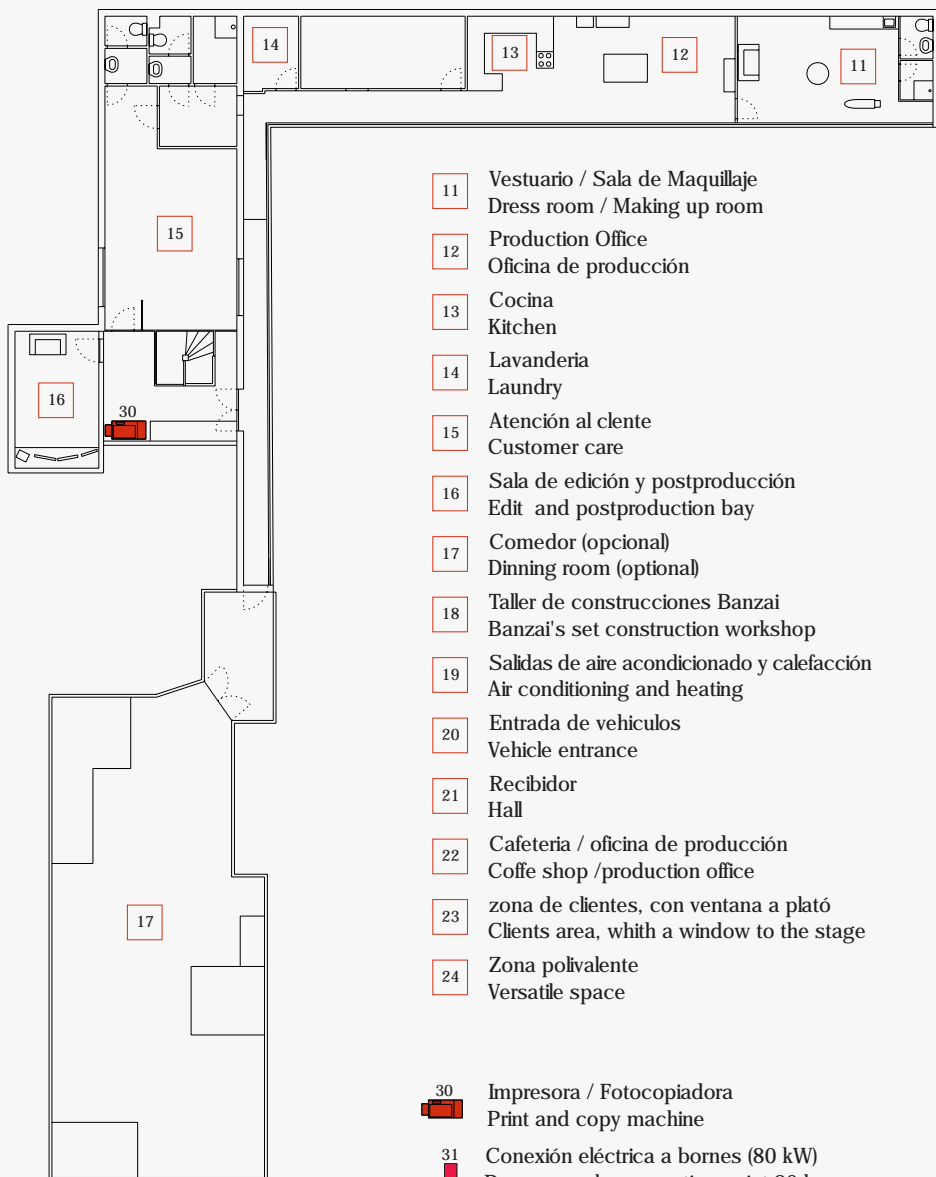 14
13
12
11
15
16
30
17
11 Vestuario / Sala de Maquillaje
Dress room / Making up room
12 Production Office
Oficina de producción
13 Cocina
Kitchen
14 Lavanderia
Laundry
15 Atención al clente
Customer care
16 Sala de edición y postproducción
Edit and postproduction bay
17 Comedor (opcional)
Dinning room (optional)
18 Taller de construcciones Banzai
Banzai's set construction workshop
19 Salidas de aire acondicionado y calefacción
Air conditioning and heating
20 Entrada de vehiculos
Vehicle entrance
21 Recibidor
Hall
22 Cafeteria / oficina de producción
Coffe shop /production office
23 zona de clientes, con ventana a plató
Clients area, whith a window to the stage
24 Zona polivalente
Versatile space
30 Impresora / Fotocopiadora
Print and copy machine
31 Conexión eléctrica a bornes (80 kW)